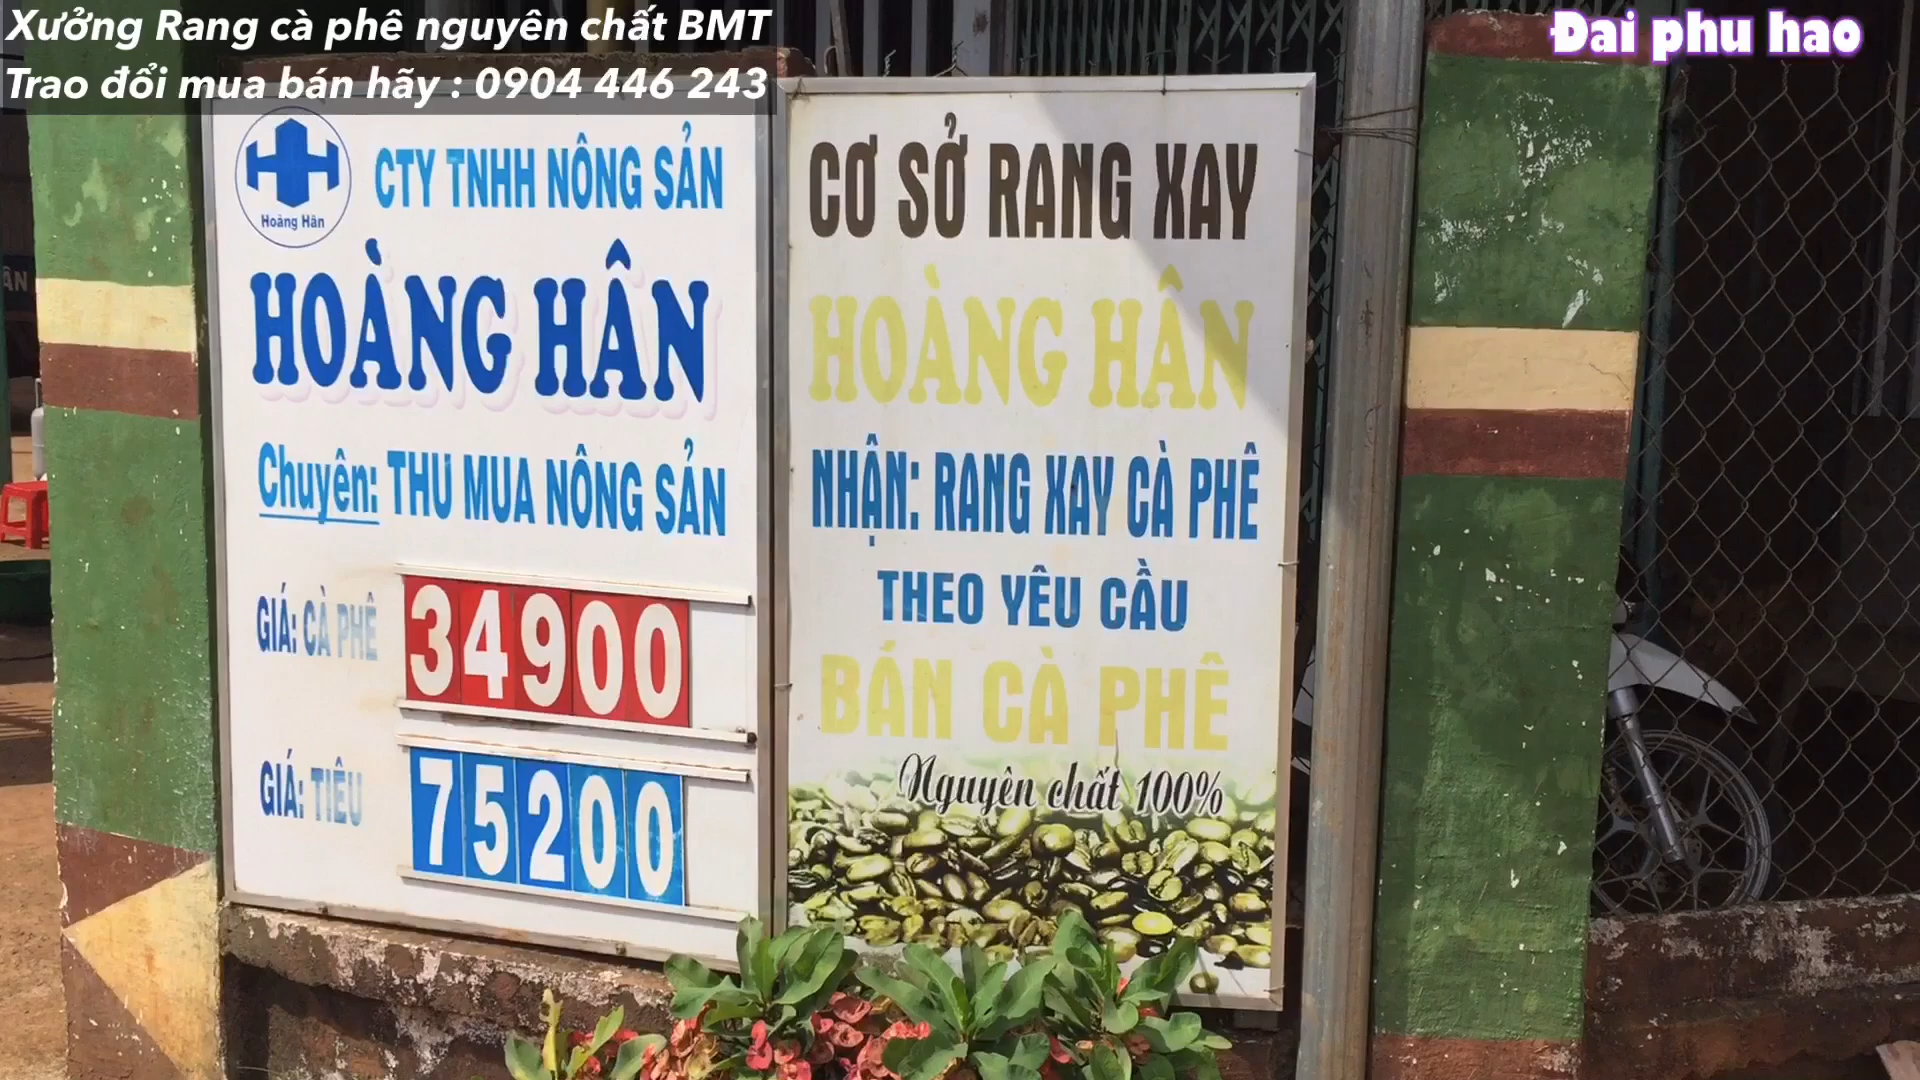 Xưởng Rang cà phê nguyên chất BMT
Trao đổi mua bán hãy : 0904 446 243
Đai phu hao
Hoàng Hân
CTY TNHH NÔNG SẢN
HOÀNG HÂN
Chuyên: THU MUA NÔNG SẢN
GIÁ: CÀ PHÊ 34900
GIÁ: TIÊU 75200
CƠ SỞ RANG XAY
HOÀNG HÂN
NHẬN: RANG XAY CÀ PHÊ
THEO YÊU CẦU
BÁN CÀ PHÊ
Nguyên chất 100%
ÂN